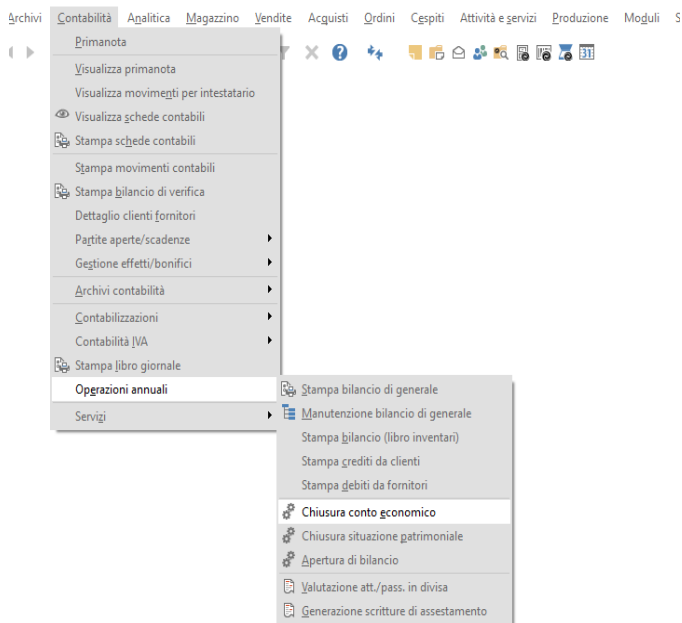 Archivi Contabilità Analitica Magazzino Vendite Acquisti Ordini Cespiti Attività e servizi Produzione Moduli S
31
Primanota
Visualizza primanota
Visualizza movimenti per intestatario
Visualizza schede contabili
Stampa schede contabili
Stampa movimenti contabili
Stampa bilancio di verifica
Dettaglio clienti fornitori
Partite aperte/scadenze
Gestione effetti/bonifici
Archivi contabilità
Contabilizzazioni
Contabilità IVA
Stampa libro giornale
Operazioni annuali
Servizi
Stampa bilancio di generale
Manutenzione bilancio di generale
Stampa bilancio (libro inventari)
Stampa crediti da clienti
Stampa debiti da fornitori
Chiusura conto economico
Chiusura situazione patrimoniale
Apertura di bilancio
Valutazione att./pass. in divisa
Generazione scritture di assestamento